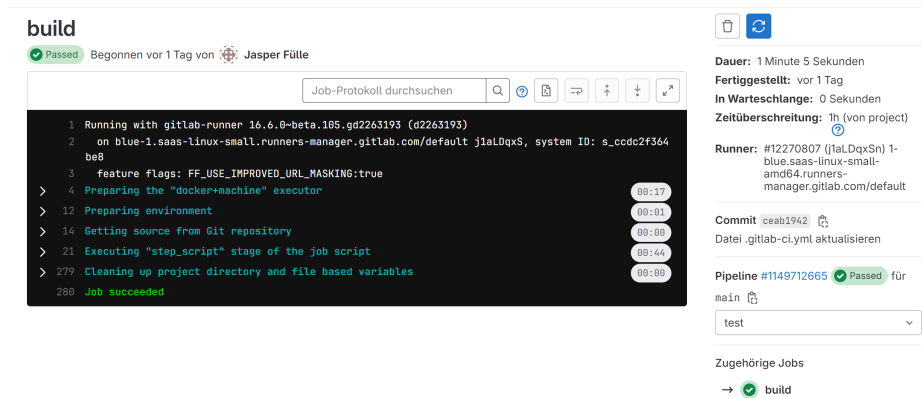 build
Passed Begonnen vor 1 Tag von Jasper Fülle
Job-Protokoll durchsuchen
1 Running with gitlab-runner 16.6.0~beta.105.gd2263193 (d2263193)
2 on blue-1.saas-linux-small.runners-manager.gitlab.com/default j1aLDqxS, system ID: s_ccdc2f364
be8
3 feature flags: FF_USE_IMPROVED_URL_MASKING:true
4 Preparing the "docker+machine" executor 00:17
12 Preparing environment 00:01
14 Getting source from Git repository 00:00
21 Executing "step_script" stage of the job script 00:44
279 Cleaning up project directory and file based variables 00:00
280 Job succeeded
Dauer: 1 Minute 5 Sekunden
Fertiggestellt: vor 1 Tag
In Warteschlange: 0 Sekunden
Zeitüberschreitung: 1h (von project)
Runner: #12270807 (j1aLDqxSn) 1-
blue.saas-linux-small-
amd64.runners-
manager.gitlab.com/default
Commit ceab1942
Datei .gitlab-ci.yml aktualisieren
Pipeline #1149712665 Passed für
main
test
Zugehörige Jobs
→ build